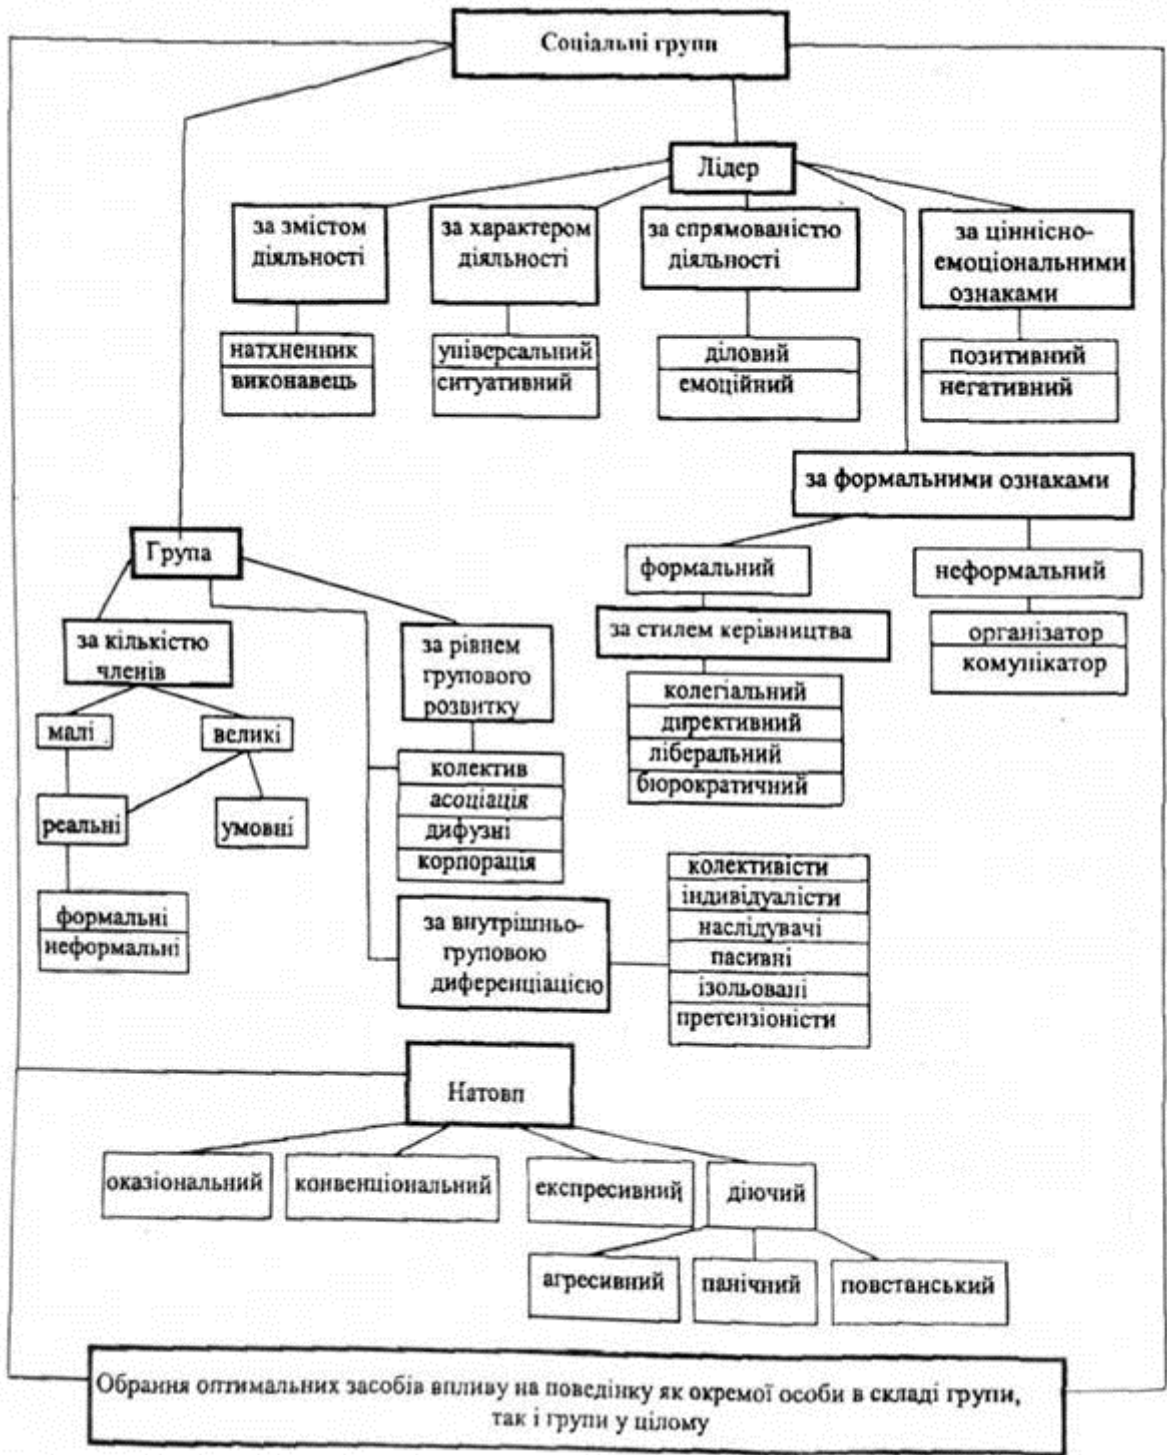 Соціальні групи
Лідер
за змістом
діяльності
за характером
діяльності
за спрямованістю
діяльності
за ціннісно-
емоціональними
ознаками
натхненник
виконавець
універсальний
ситуативний
діловий
емоційний
позитивний
негативний
за формальними ознаками
Група
формальний
неформальний
за кількістю
членів
за рівнем
групового
розвитку
за стилем керівництва
організатор
комунікатор
малі
великі
колегіальний
директивний
ліберальний
бюрократичний
реальні
умовні
колектив
асоціація
дифузні
корпорація
формальні
неформальні
за внутрішньо-
груповою
диференціацією
колективісти
індивідуалісти
наслідувачі
пасивні
ізольовані
претензіоністи
Натовп
оказіональний
конвенціональний
експресивний
діючий
агресивний
панічний
повстанський
Обрання оптимальних засобів впливу на поведінку як окремої особи в складі групи,
так і групи у цілому